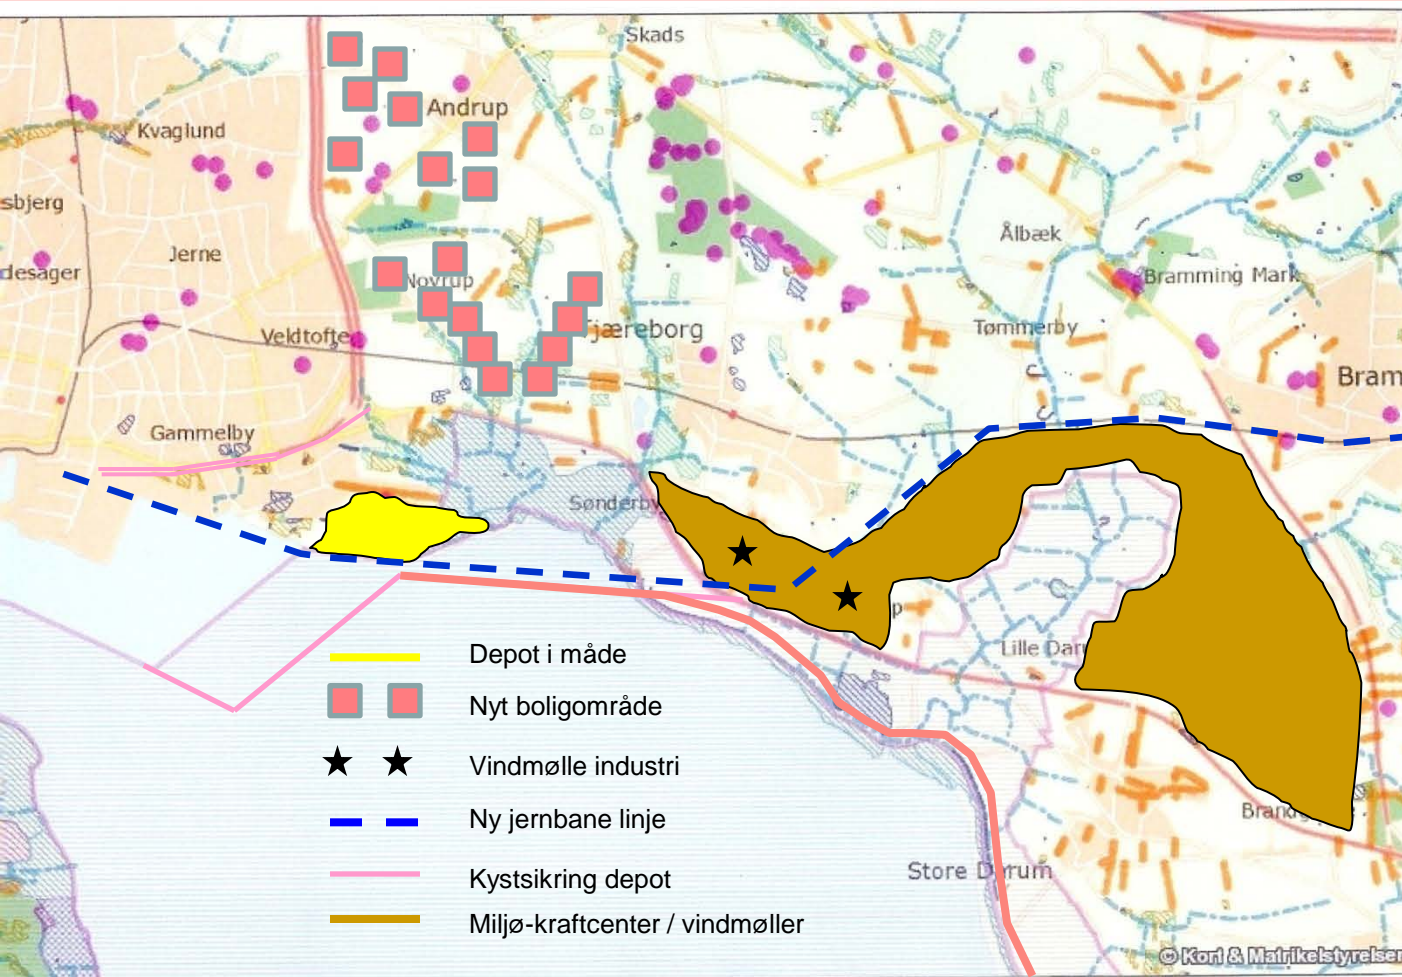 Skads
Andrup
Kvaglund
sbjerg
Jerne
Ålbæk
desager
Novrup
Bramming Mark
Veldtofte
Fjæreborg
Tømmerby
Bram
Gammelby
Sønderby
p
Lille Daru
Depot i måde
Nyt boligområde
Vindmølle industri
Ny jernbane linje
Kystsikring depot
Miljø-kraftcenter / vindmøller
Store Darum
© Kort & Matrikelstyrelsen